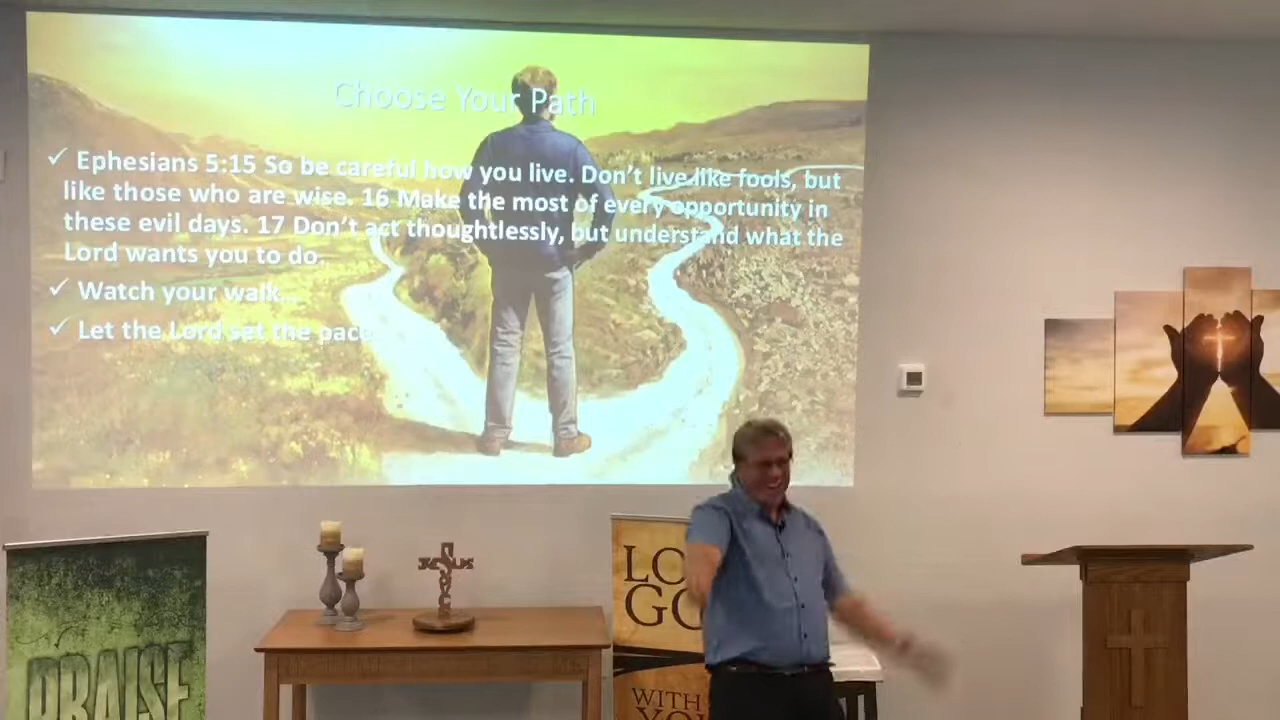 Choose Your Path
✓ Ephesians 5:15 So be careful how you live. Don't live like fools, but
like those who are wise. 16 Make the most of every opportunity in
these evil days. 17 Don't act thoughtlessly, but understand what the
Lord wants you to do.
✓ Watch your walk...
✓ Let the Lord set the pace
JESUS
PRAISE
LO
GO
WITH
YOU